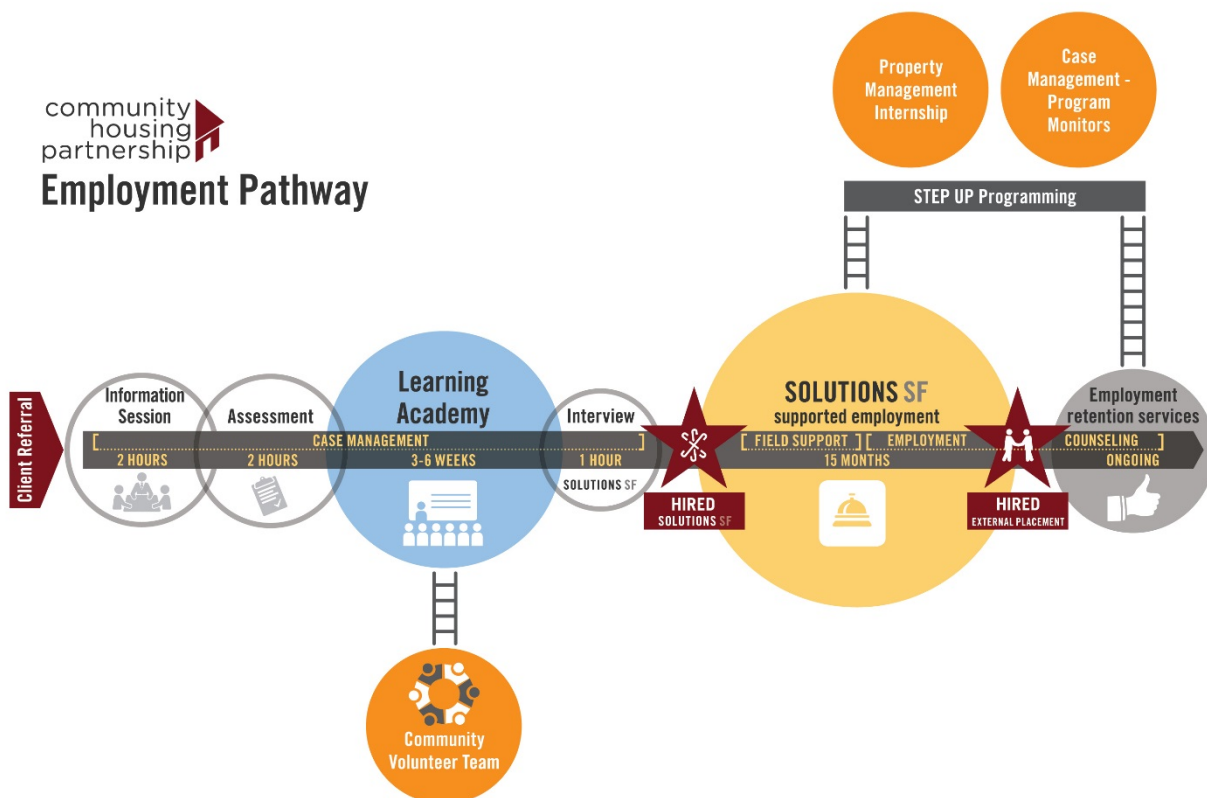 community
housing
partnership
Employment Pathway
Property
Management
Internship
Case
Management -
Program
Monitors
STEP UP Programming
Client Referral
Information
Session
Assessment
Learning
Academy
Interview
CASE MANAGEMENT
2 HOURS
2 HOURS
3-6 WEEKS
1 HOUR
SOLUTIONS SF
HIRED
SOLUTIONS SF
SOLUTIONS SF
supported employment
FIELD SUPPORT
EMPLOYMENT
COUNSELING
15 MONTHS
HIRED
EXTERNAL PLACEMENT
Employment
retention services
ONGOING
Community
Volunteer Team